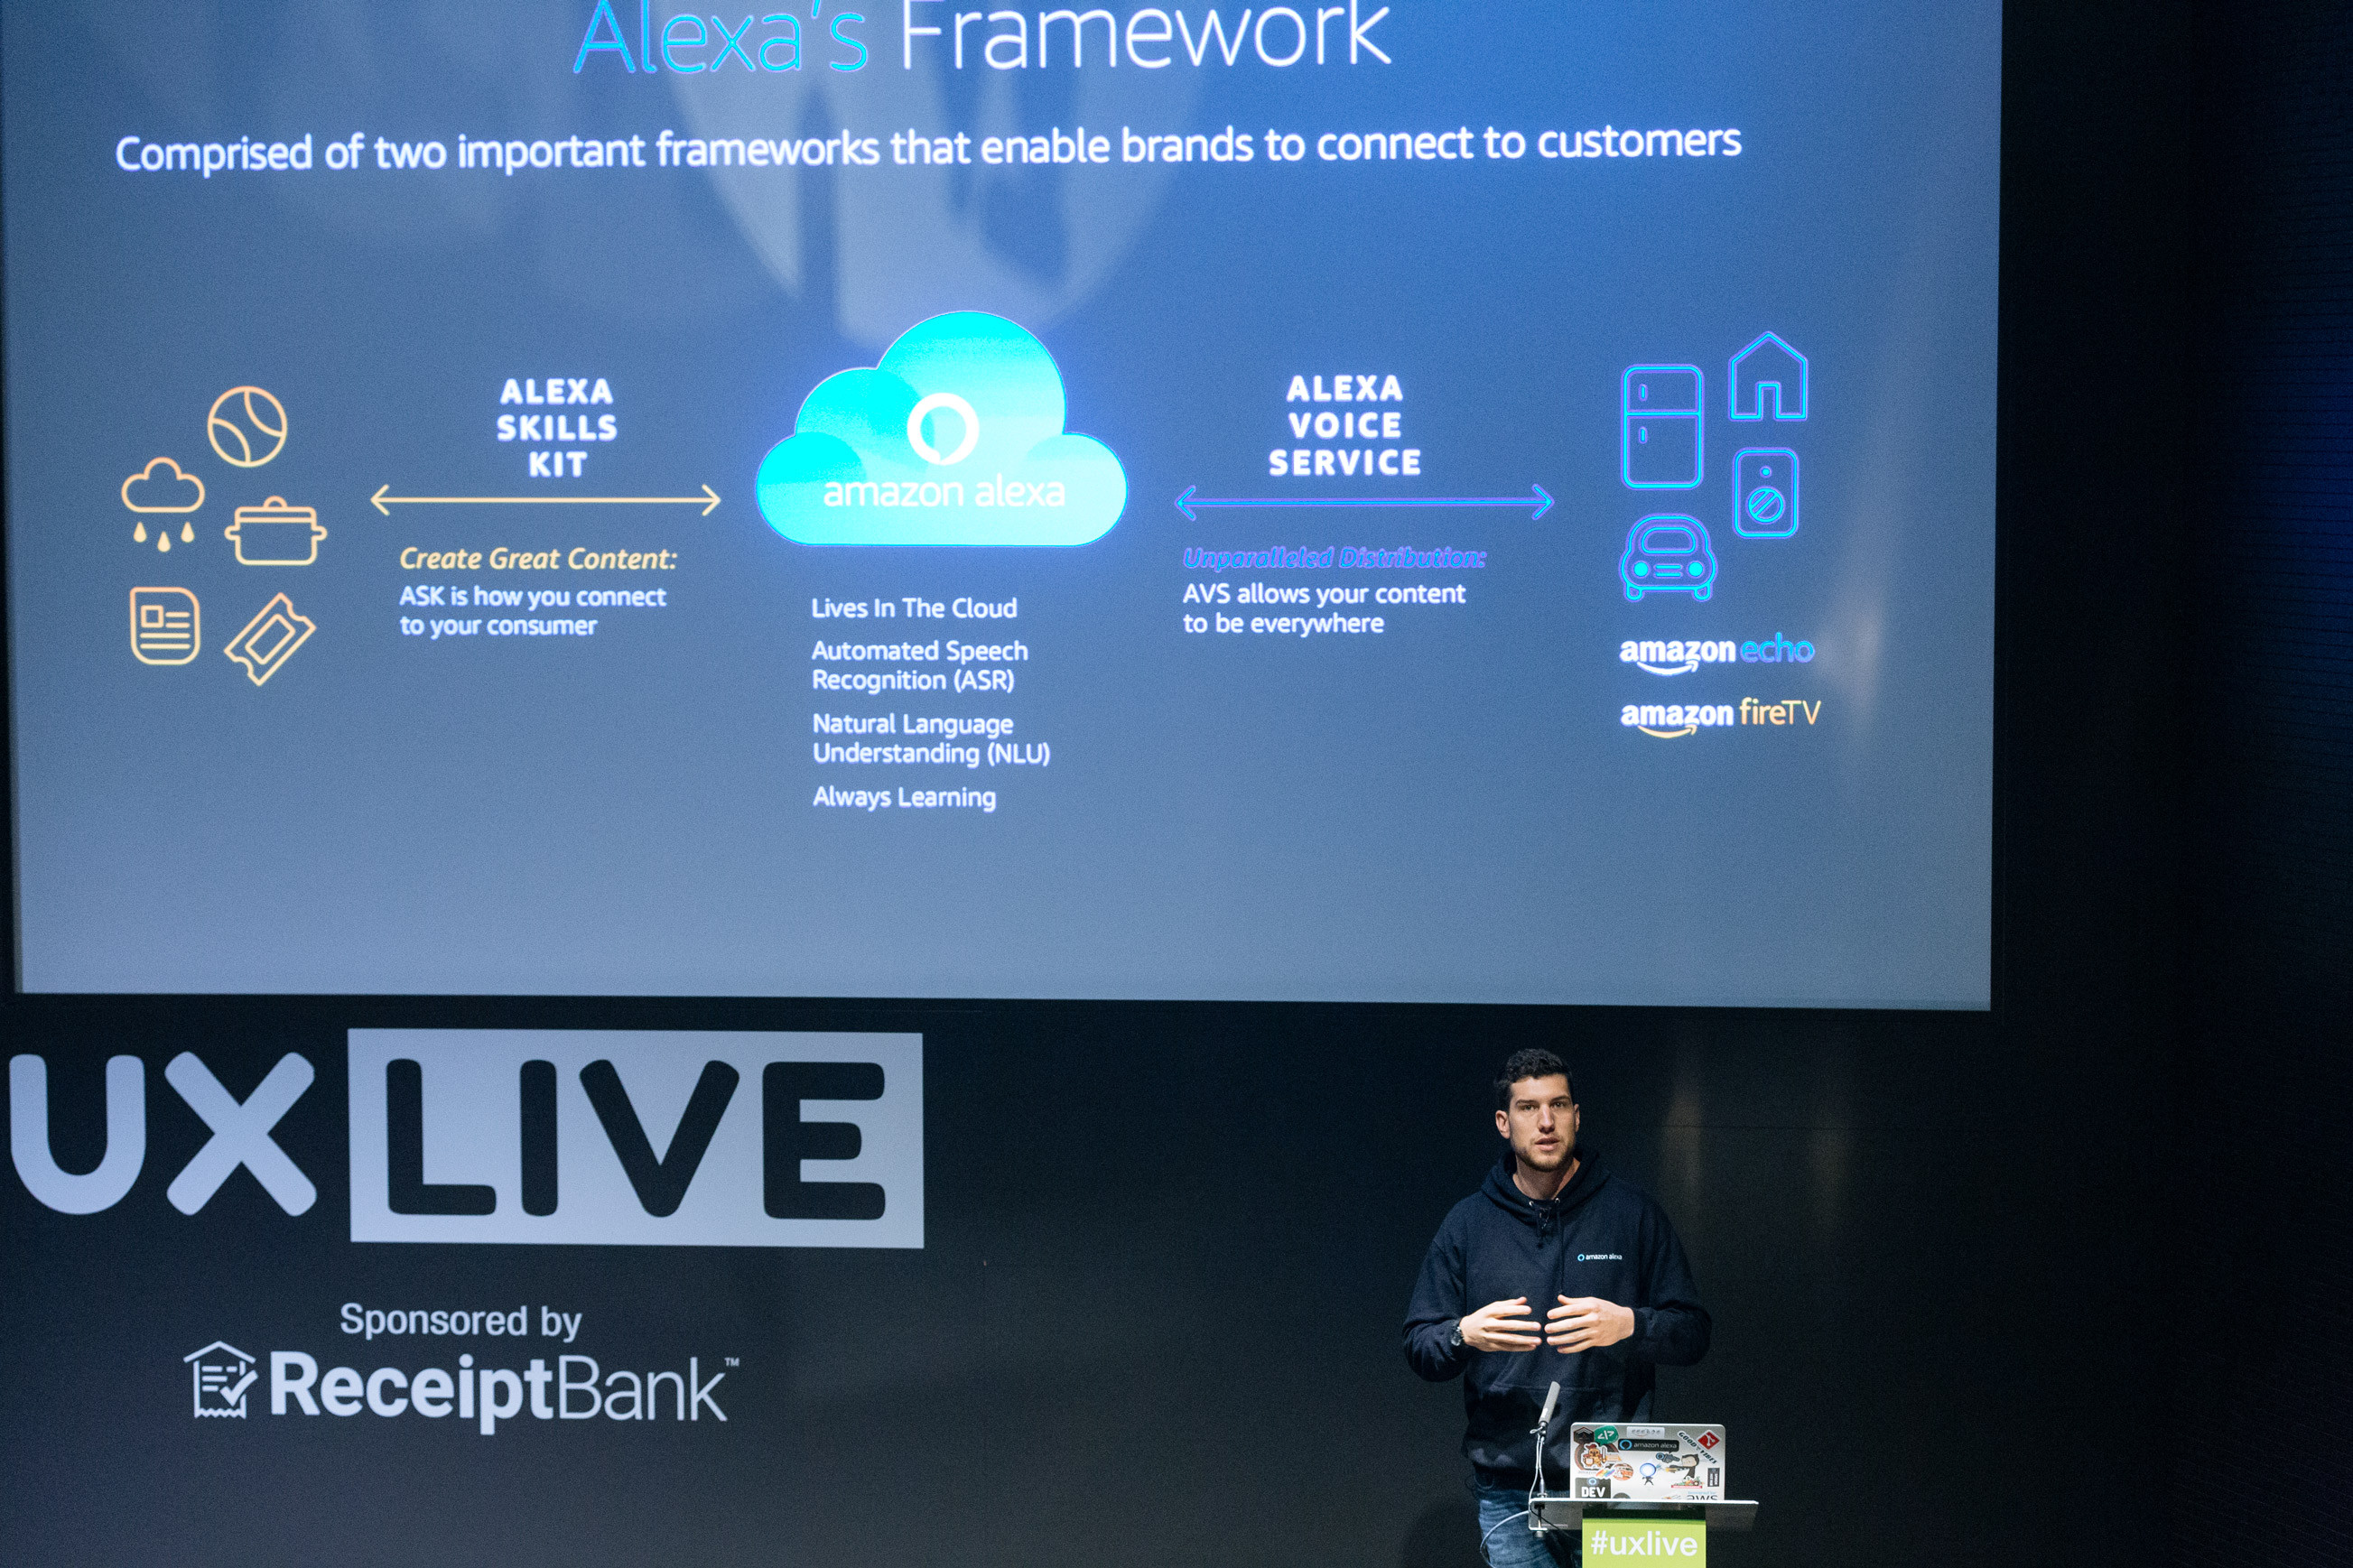 Alexa's Framework
Comprised of two important frameworks that enable brands to connect to customers
ALEXA
SKILLS
KIT
Create Great Content:
ASK is how you connect
to your consumer
amazon alexa
Lives In The Cloud
Automated Speech
Recognition (ASR)
Natural Language
Understanding (NLU)
Always Learning
ALEXA
VOICE
SERVICE
Unparalleled Distribution:
AVS allows your content
to be everywhere
amazon echo
amazon fireTV
UX LIVE
Sponsored by
ReceiptBank™
amazon alexa
amazon alexa
DEV
aws
#uxlive